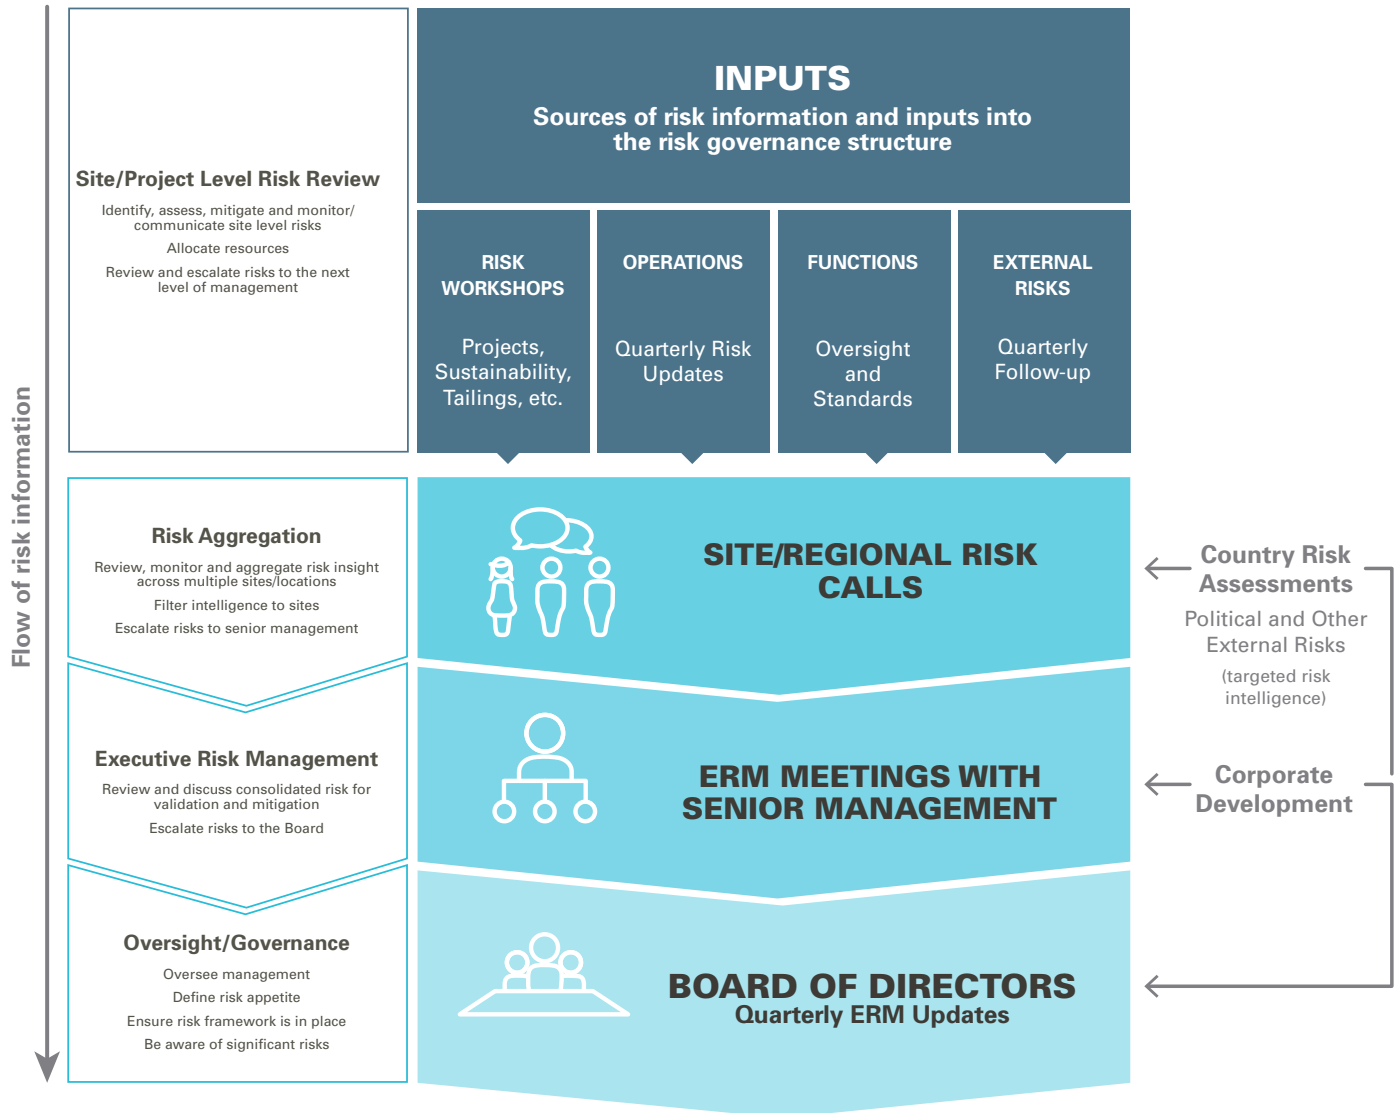 Flow of risk information
Site/Project Level Risk Review
Identify, assess, mitigate and monitor/
communicate site level risks
Allocate resources
Review and escalate risks to the next
level of management
INPUTS
Sources of risk information and inputs into
the risk governance structure
RISK
WORKSHOPS
Projects,
Sustainability,
Tailings, etc.
OPERATIONS
Quarterly Risk
Updates
FUNCTIONS
Oversight
and
Standards
EXTERNAL
RISKS
Quarterly
Follow-up
Risk Aggregation
Review, monitor and aggregate risk insight
across multiple sites/locations
Filter intelligence to sites
Escalate risks to senior management
SITE/REGIONAL RISK
CALLS
Country Risk
Assessments
Political and Other
External Risks
(targeted risk
intelligence)
Executive Risk Management
Review and discuss consolidated risk for
validation and mitigation
Escalate risks to the Board
ERM MEETINGS WITH
SENIOR MANAGEMENT
Corporate
Development
Oversight/Governance
Oversee management
Define risk appetite
Ensure risk framework is in place
Be aware of significant risks
BOARD OF DIRECTORS
Quarterly ERM Updates